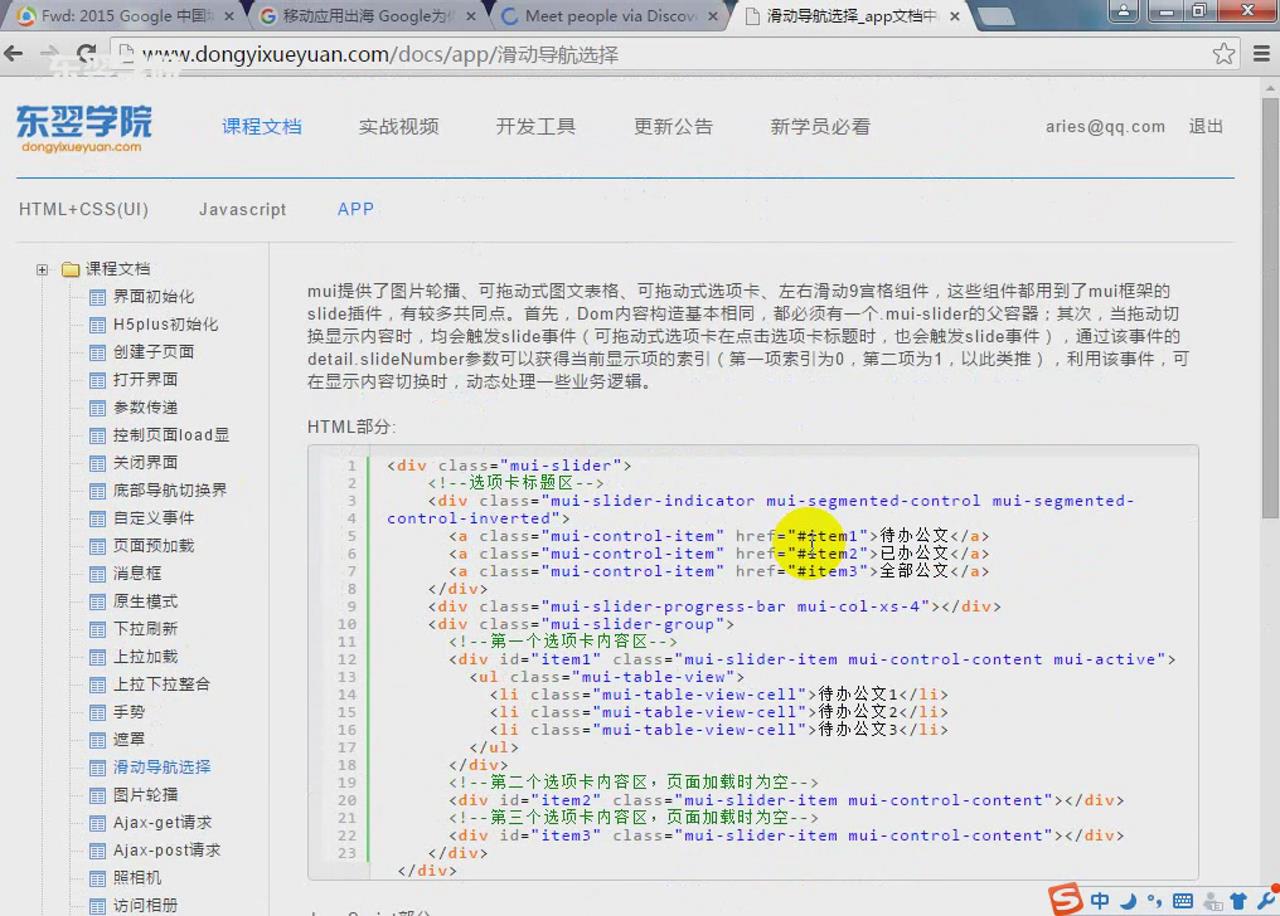 Fwd: 2015 Google 中国
移动应用出海 Google为
Meet people via Discov
滑动导航选择_app文档中
www.dongyixueyuan.com/docs/app/滑动导航选择
东翌学院
东翌学院
dongyixueyuan.com
课程文档
实战视频
开发工具
更新公告
新学员必看
aries@qq.com
退出
HTML+CSS(UI)
Javascript
APP
课程文档
界面初始化
H5plus初始化
创建子页面
打开界面
参数传递
控制页面load显
关闭界面
底部导航切换界
自定义事件
页面预加载
消息框
原生模式
下拉刷新
上拉加载
上拉下拉整合
手势
遮罩
滑动导航选择
图片轮播
Ajax-get请求
Ajax-post请求
照相机
访问相册
mui提供了图片轮播、可拖动式图文表格、可拖动式选项卡、左右滑动9宫格组件，这些组件都用到了mui框架的
slide插件，有较多共同点。首先，Dom内容构造基本相同，都必须有一个.mui-slider的父容器；其次，当拖动切
换显示内容时，均会触发slide事件（可拖动式选项卡在点击选项卡标题时，也会触发slide事件），通过该事件的
detail.slideNumber参数可以获得当前显示项的索引（第一项索引为0，第二项为1，以此类推），利用该事件，可
在显示内容切换时，动态处理一些业务逻辑。
HTML部分:
1 <div class="mui-slider">
2 <!--选项卡标题区-->
3 <div class="mui-slider-indicator mui-segmented-control mui-segmented-
4 control-inverted">
5 <a class="mui-control-item" href="#item1">待办公文</a>
6 <a class="mui-control-item" href="#item2">已办公文</a>
7 <a class="mui-control-item" href="#item3">全部公文</a>
8 </div>
9 <div class="mui-slider-progress-bar mui-col-xs-4"></div>
10 <div class="mui-slider-group">
11 <!--第一个选项卡内容区-->
12 <div id="item1" class="mui-slider-item mui-control-content mui-active">
13 <ul class="mui-table-view">
14 <li class="mui-table-view-cell">待办公文1</li>
15 <li class="mui-table-view-cell">待办公文2</li>
16 <li class="mui-table-view-cell">待办公文3</li>
17 </ul>
18 </div>
19 <!--第二个选项卡内容区，页面加载时为空-->
20 <div id="item2" class="mui-slider-item mui-control-content"></div>
21 <!--第三个选项卡内容区，页面加载时为空-->
22 <div id="item3" class="mui-slider-item mui-control-content"></div>
23 </div>
</div>
中